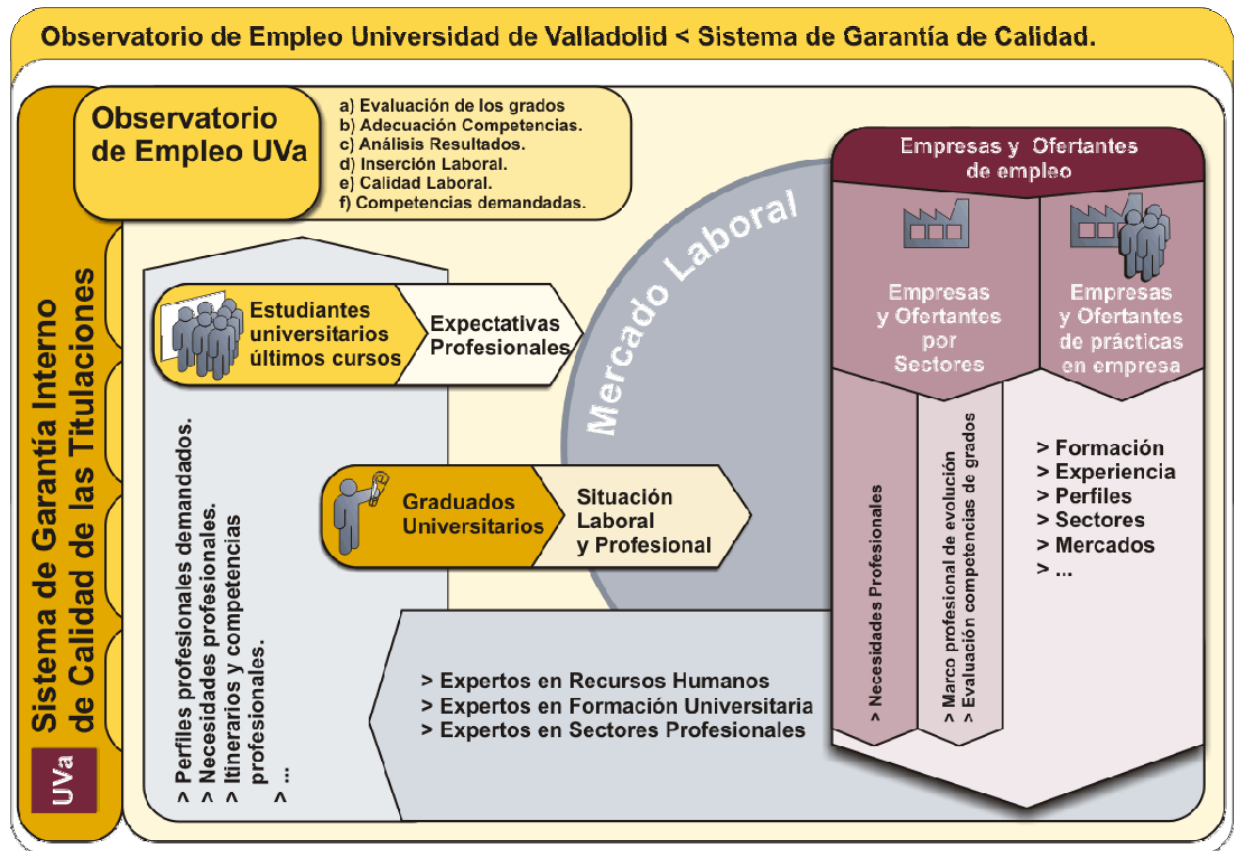 Observatorio de Empleo Universidad de Valladolid < Sistema de Garantía de Calidad.
Sistema de Garantía Interno
de Calidad de las Titulaciones
UVa
Observatorio
de Empleo UVa
a) Evaluación de los grados
b) Adecuación Competencias.
c) Análisis Resultados.
d) Inserción Laboral.
e) Calidad Laboral.
f) Competencias demandadas.
Estudiantes
universitarios
últimos cursos
Expectativas
Profesionales
> Perfiles profesionales demandados.
> Necesidades profesionales.
> Itinerarios y competencias
profesionales.
> ...
Graduados
Universitarios
Situación
Laboral
y Profesional
Mercado Laboral
> Expertos en Recursos Humanos
> Expertos en Formación Universitaria
> Expertos en Sectores Profesionales
Empresas y Ofertantes
de empleo
Empresas
y Ofertantes
por
Sectores
Empresas
y Ofertantes
de prácticas
en empresa
> Necesidades Profesionales
> Marco profesional de evolución
> Evaluación competencias de grados
> Formación
> Experiencia
> Perfiles
> Sectores
> Mercados
> ...